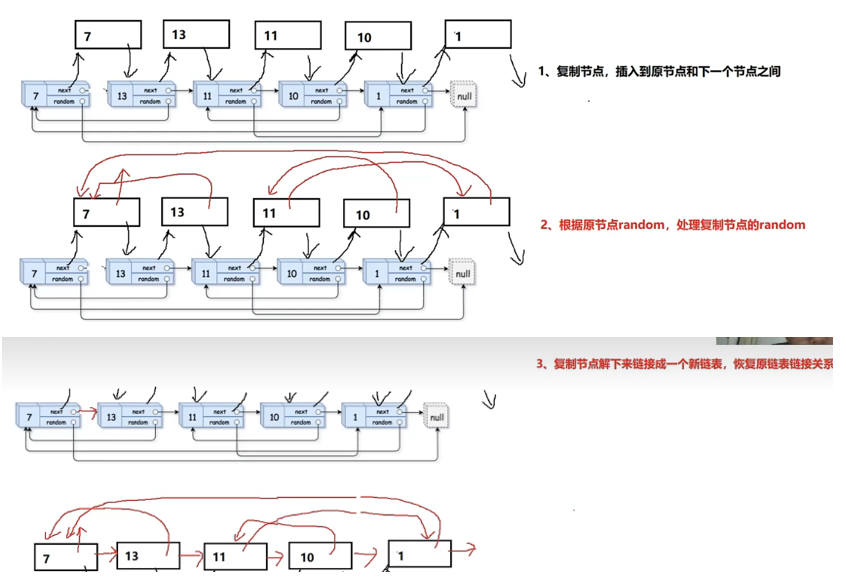 7 13 11 10 1
1、复制节点，插入到原节点和下一个节点之间
7 next random 13 next random 11 next random 10 next random 1 next random null
7 13 11 10 1
2、根据原节点random，处理复制节点的random
7 next random 13 next random 11 next random 10 next random 1 next random null
3、复制节点解下来链接成一个新链表，恢复原链表链接关系
7 next random 13 next random 11 next random 10 next random 1 next random null
7 13 11 10 1